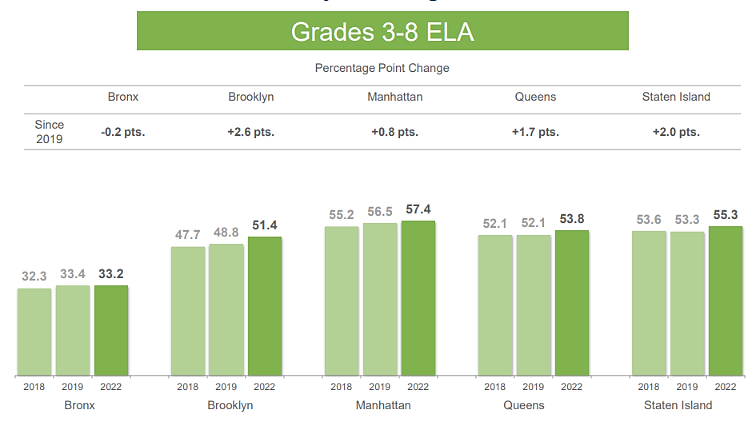 Grades 3-8 ELA
Percentage Point Change
Bronx Brooklyn Manhattan Queens Staten Island
Since 2019 -0.2 pts. +2.6 pts. +0.8 pts. +1.7 pts. +2.0 pts.
32.3 33.4 33.2 47.7 48.8 51.4 55.2 56.5 57.4 52.1 52.1 53.8 53.6 53.3 55.3
2018 2019 2022 2018 2019 2022 2018 2019 2022 2018 2019 2022 2018 2019 2022
Bronx Brooklyn Manhattan Queens Staten Island